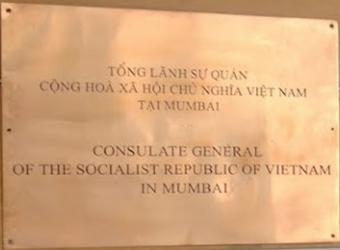 TỔNG LÃNH SỰ QUÁN
CỘNG HOÀ XÃ HỘI CHỦ NGHĨA VIỆT NAM
TẠI MUMBAI
CONSULATE GENERAL
OF THE SOCIALIST REPUBLIC OF VIETNAM
IN MUMBAI